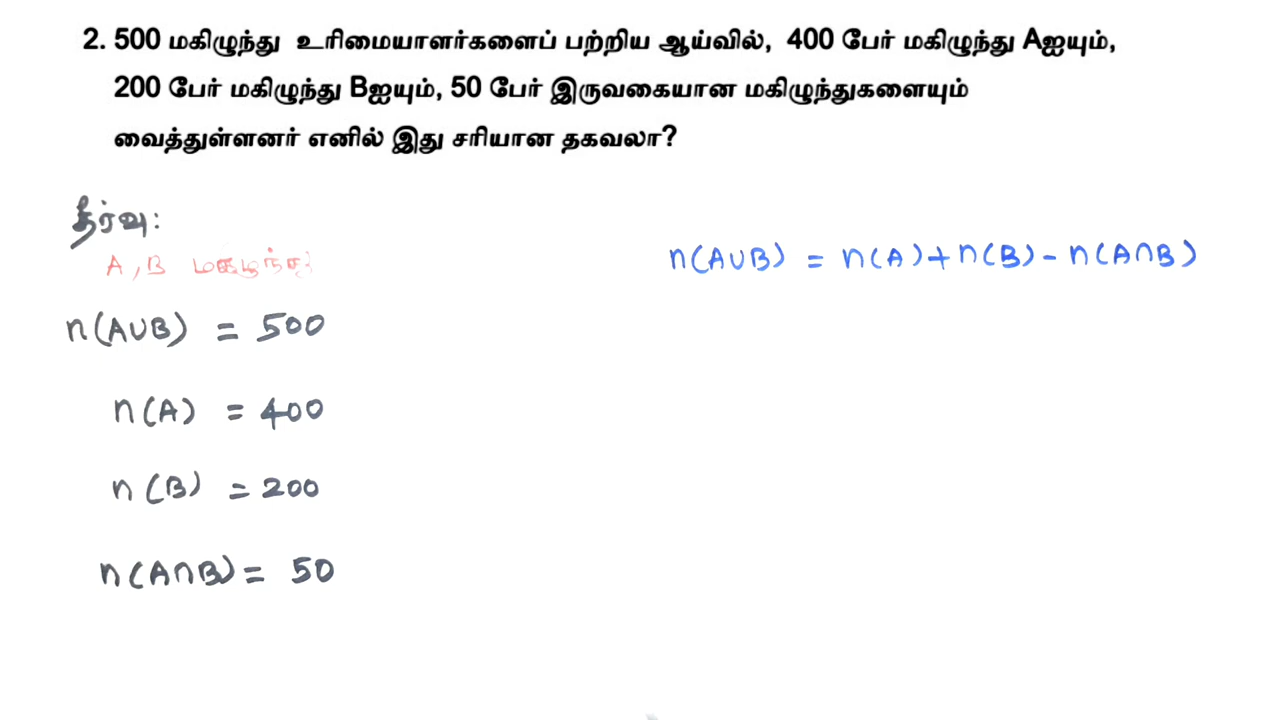 2. 500 மகிழுந்து உரிமையாளர்களைப் பற்றிய ஆய்வில், 400 பேர் மகிழுந்து Aஐயும்,
200 பேர் மகிழுந்து Bஐயும், 50 பேர் இருவகையான மகிழுந்துகளையும்
வைத்துள்ளனர் எனில் இது சரியான தகவலா?
தீர்வு:
A, B
n(A∪B) = n(A)+n(B)-n(A∩B)
n(A∪B) = 500
n(A) = 400
n(B) = 200
n(A∩B) = 50